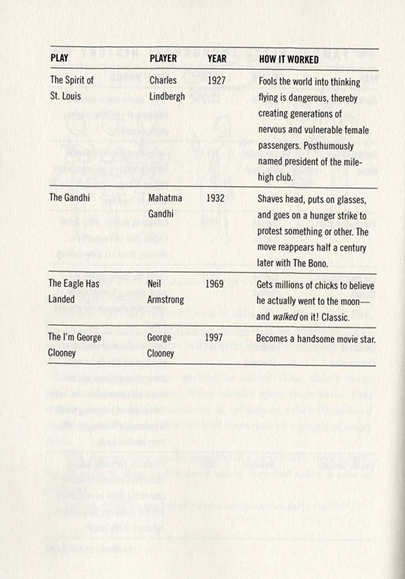 PLAY PLAYER YEAR HOW IT WORKED
The Spirit of Charles 1927 Fools the world into thinking
St. Louis Lindbergh flying is dangerous, thereby
creating generations of
nervous and vulnerable female
passengers. Posthumously
named president of the mile-
high club.
The Gandhi Mahatma 1932 Shaves head, puts on glasses,
Gandhi and goes on a hunger strike to
protest something or other. The
move reappears half a century
later with The Bono.
The Eagle Has Neil 1969 Gets millions of chicks to believe
Landed Armstrong he actually went to the moon—
and walked on it! Classic.
The I'm George George 1997 Becomes a handsome movie star.
Clooney Clooney